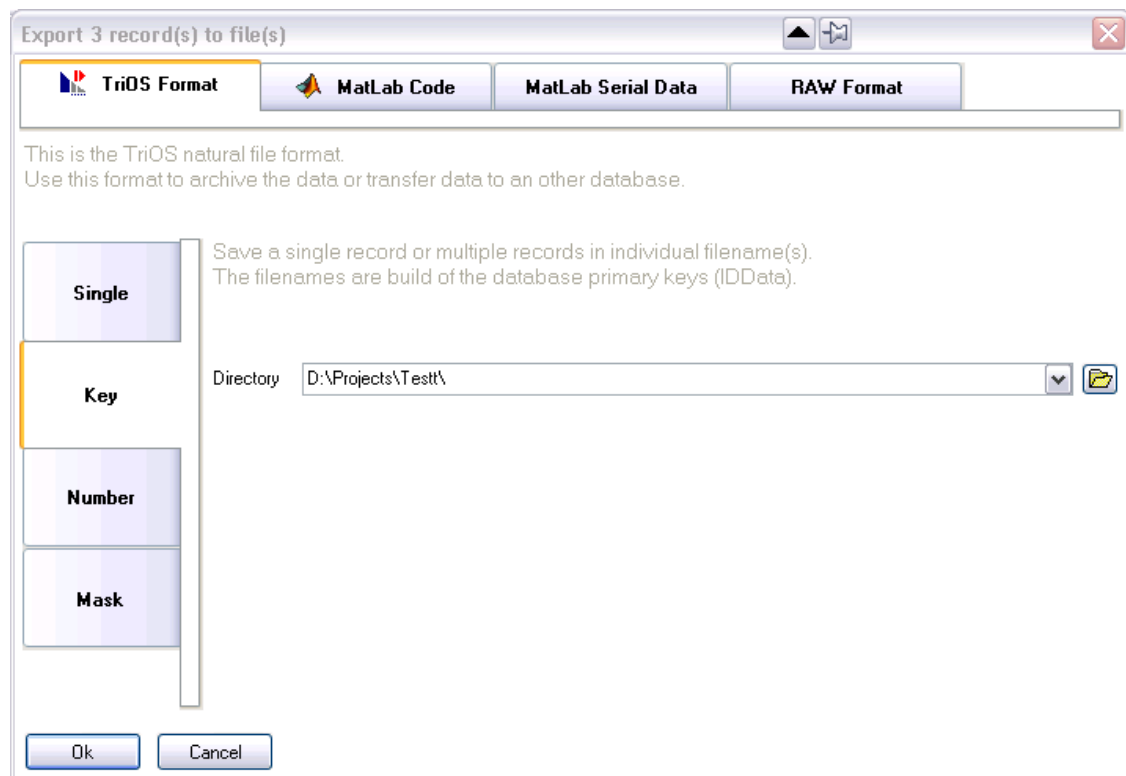 Export 3 record(s) to file(s)
TriOS Format
MatLab Code
MatLab Serial Data
RAW Format
This is the TriOS natural file format.
Use this format to archive the data or transfer data to an other database.
Single
Key
Number
Mask
Save a single record or multiple records in individual filename(s).
The filenames are build of the database primary keys (IDData).
Directory
D:\Projects\Testt\
Ok
Cancel